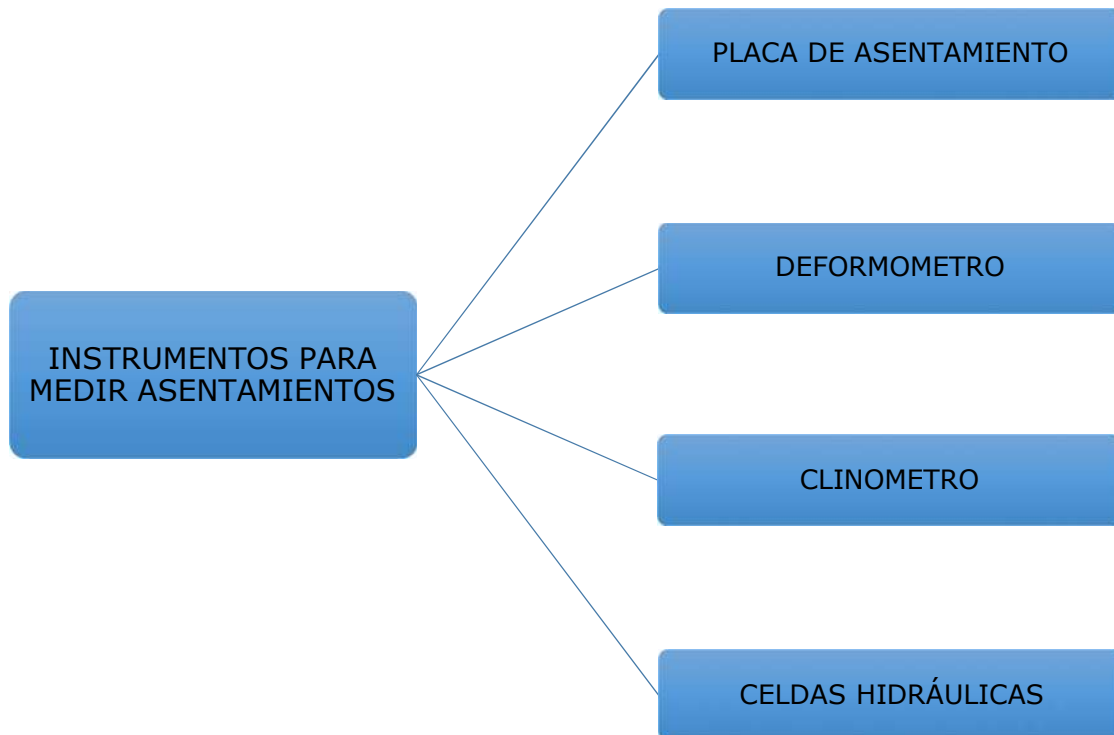 PLACA DE ASENTAMIENTO
DEFORMOMETRO
INSTRUMENTOS PARA
MEDIR ASENTAMIENTOS
CLINOMETRO
CELDAS HIDRÁULICAS